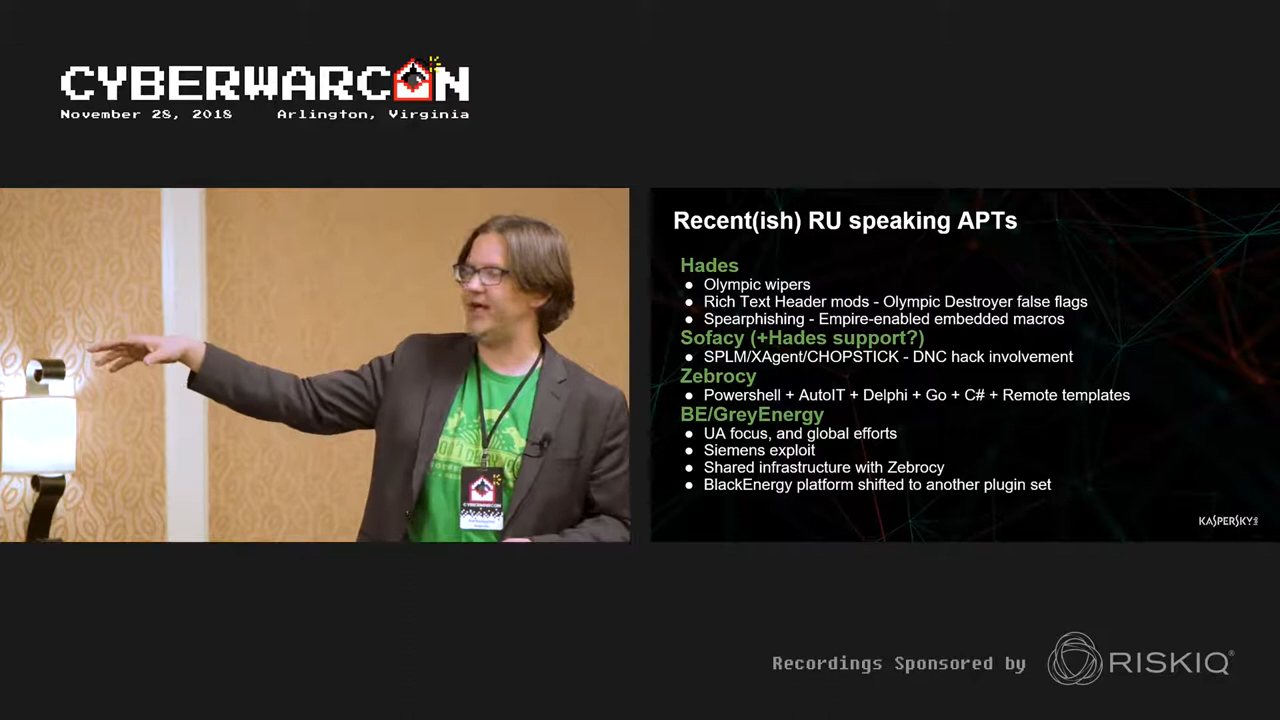 CYBERWARCON
November 28, 2018 Arlington, Virginia
Recent(ish) RU speaking APTs
Hades
● Olympic wipers
● Rich Text Header mods - Olympic Destroyer false flags
● Spearphishing - Empire-enabled embedded macros
Sofacy (+Hades support?)
● SPLM/XAgent/CHOPSTICK - DNC hack involvement
Zebrocy
● Powershell + AutoIT + Delphi + Go + C# + Remote templates
BE/GreyEnergy
● UA focus, and global efforts
● Siemens exploit
● Shared infrastructure with Zebrocy
● BlackEnergy platform shifted to another plugin set
KASPERSKY
CYBERWARCON
Recordings Sponsored by
RISKIQ®